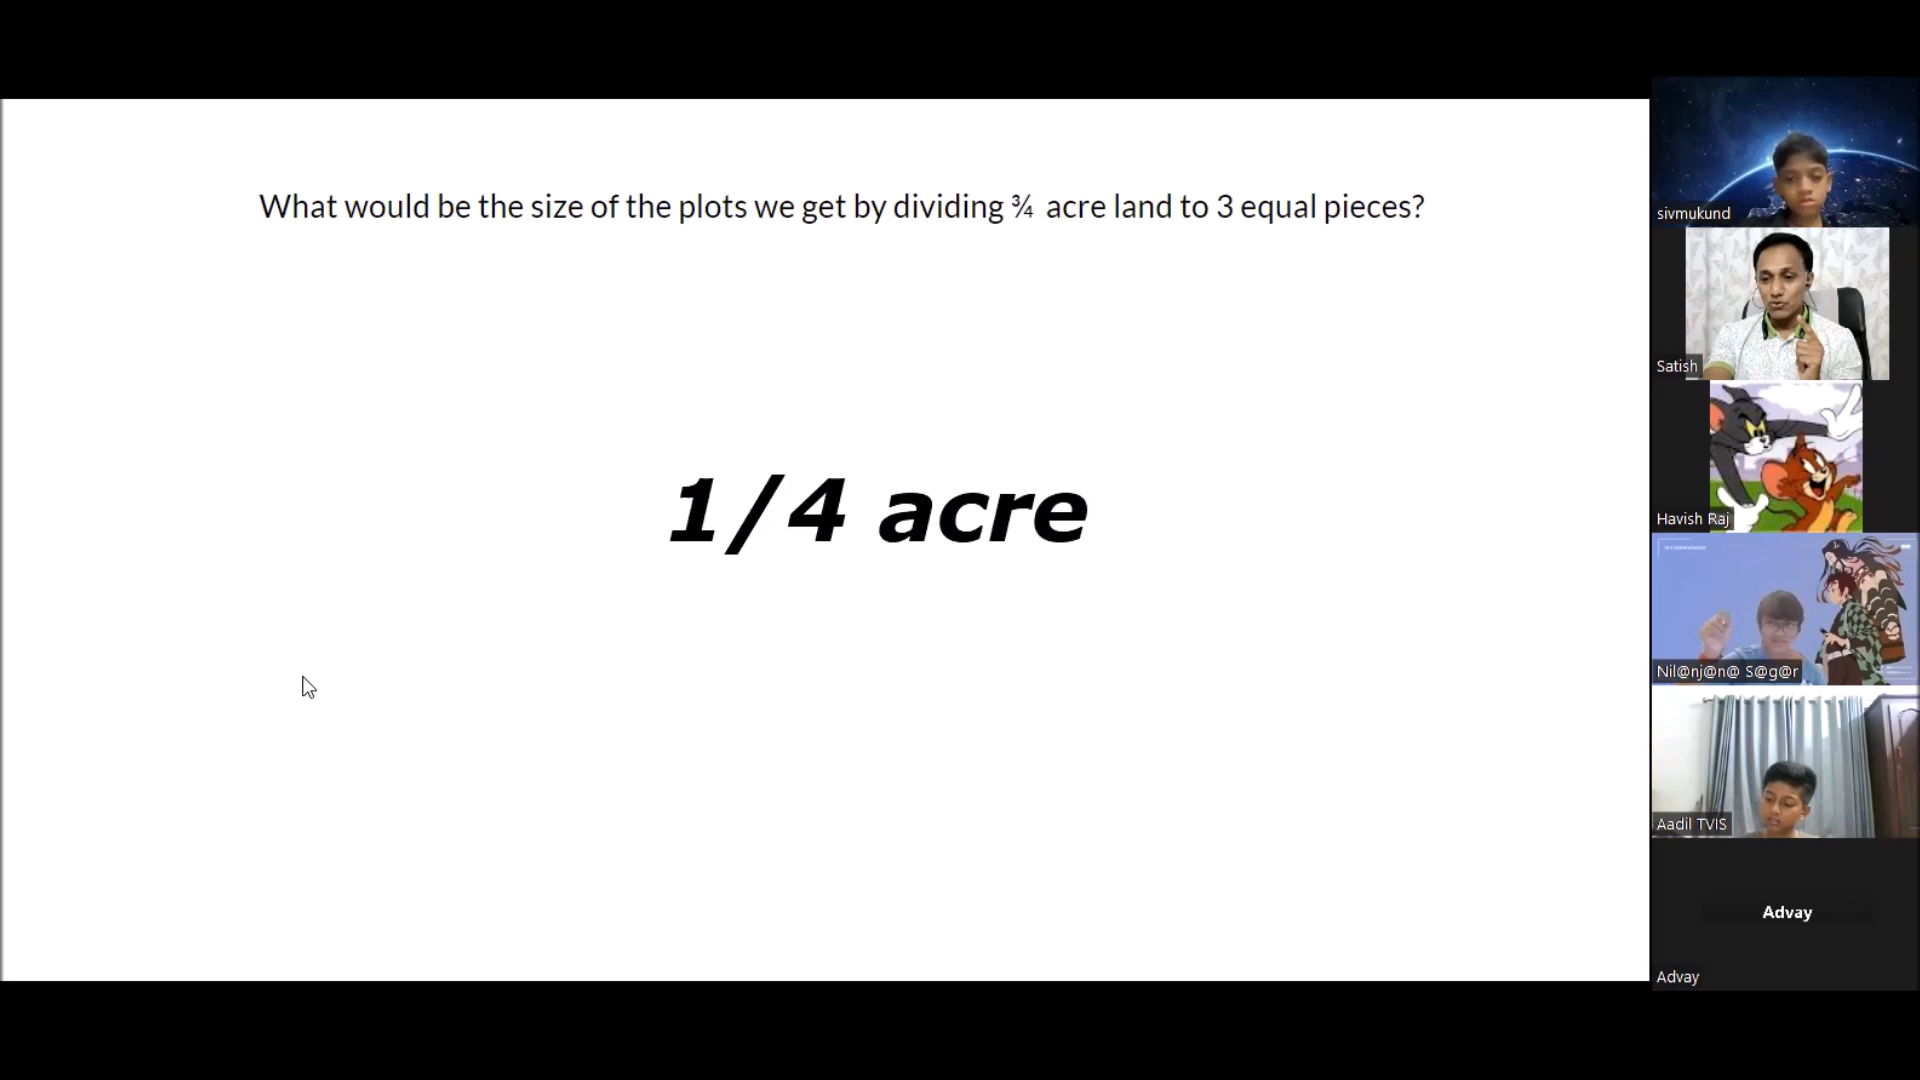 What would be the size of the plots we get by dividing ¾ acre land to 3 equal pieces?
1/4 acre
sivmukund
Satish
Havish Raj
Nil@nj@n@ S@g@r
Aadil TVIS
Advay
Advay